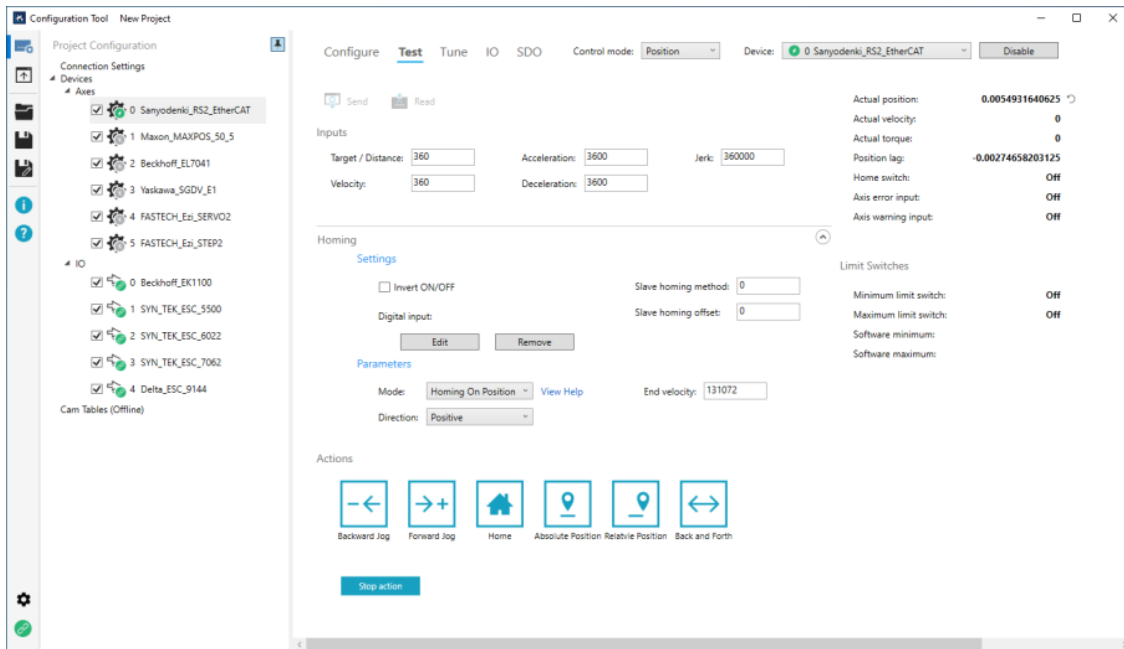 Configuration Tool New Project
Project Configuration
Connection Settings
Devices
Axes
0 Sanyodenki_RS2_EtherCAT
1 Maxon_MAXPOS_50_5
2 Beckhoff_EL7041
3 Yaskawa_SGDV_E1
4 FASTECH_Ezi_SERVO2
5 FASTECH_Ezi_STEP2
IO
0 Beckhoff_EK1100
1 SYN_TEK_ESC_5500
2 SYN_TEK_ESC_6022
3 SYN_TEK_ESC_7062
4 Delta_ESC_9144
Cam Tables (Offline)
Configure Test Tune IO SDO Control mode: Position Device: 0 Sanyodenki_RS2_EtherCAT Disable
Send Read
Inputs
Target / Distance: 360 Acceleration: 3600 Jerk: 360000
Velocity: 360 Deceleration: 3600
Homing
Settings
Invert ON/OFF Slave homing method: 0
Digital input: Slave homing offset: 0
Edit Remove
Parameters
Mode: Homing On Position View Help End velocity: 131072
Direction: Positive
Actions
Backward Jog Forward Jog Home Absolute Position Relatvie Position Back and Forth
Stop action
Actual position: 0.0054931640625
Actual velocity: 0
Actual torque: 0
Position lag: -0.00274658203125
Home switch: Off
Axis error input: Off
Axis warning input: Off
Limit Switches
Minimum limit switch: Off
Maximum limit switch: Off
Software minimum:
Software maximum: